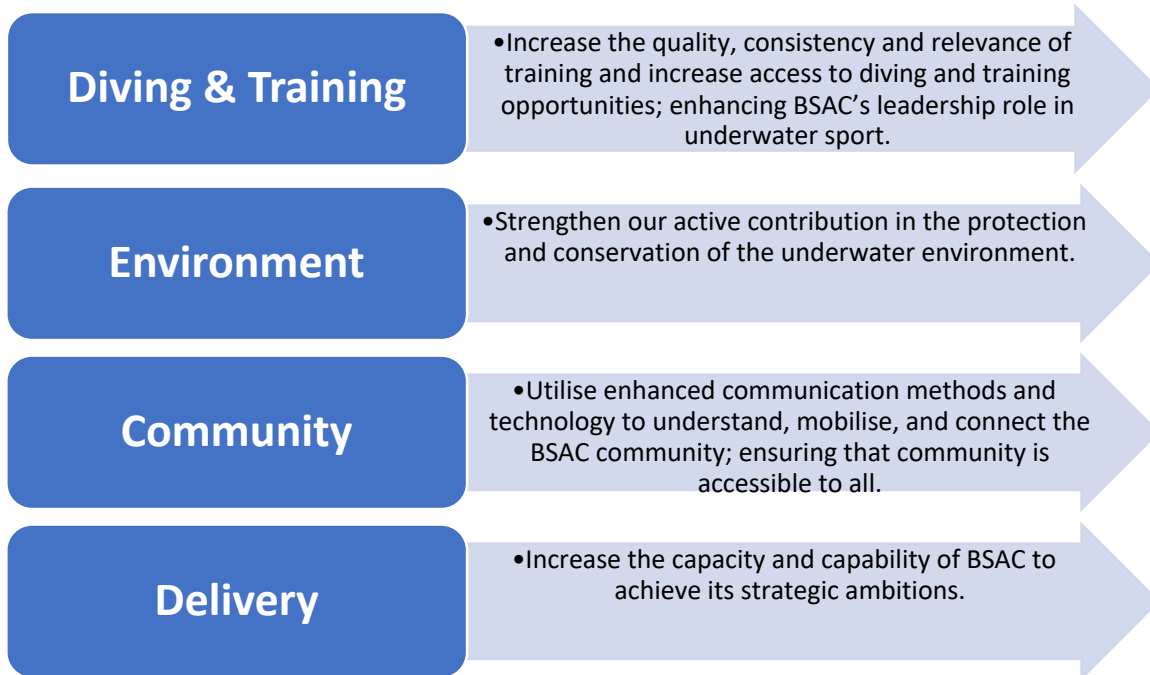 Diving & Training
•Increase the quality, consistency and relevance of
training and increase access to diving and training
opportunities; enhancing BSAC’s leadership role in
underwater sport.
Environment
•Strengthen our active contribution in the protection
and conservation of the underwater environment.
Community
•Utilise enhanced communication methods and
technology to understand, mobilise, and connect the
BSAC community; ensuring that community is
accessible to all.
Delivery
•Increase the capacity and capability of BSAC to
achieve its strategic ambitions.